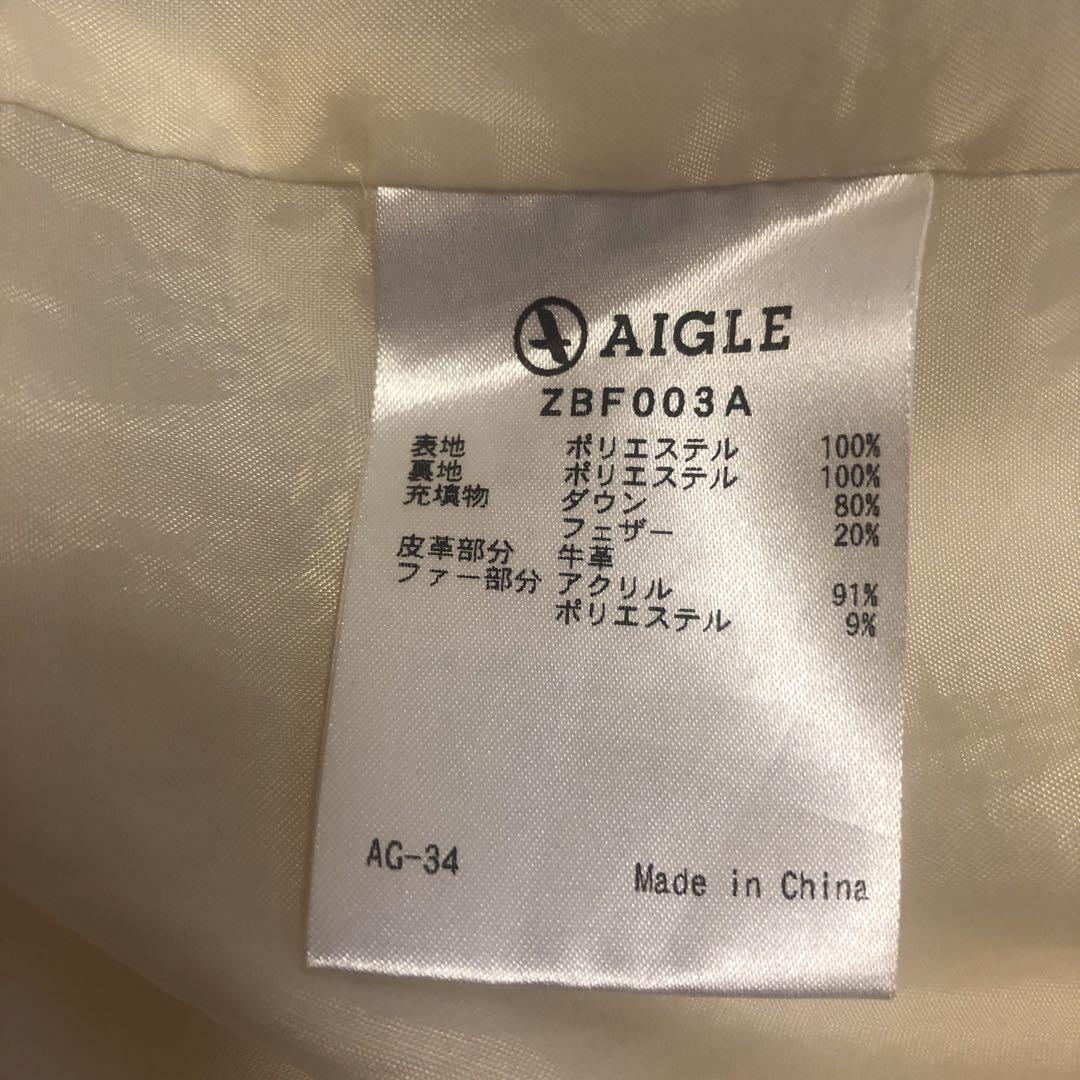 AIGLE
ZBF003A
表地 ポリエステル 100%
裏地 ポリエステル 100%
充填物 ダウン 80%
フェザー 20%
皮革部分 牛革
ファー部分 アクリル 91%
ポリエステル 9%
AG-34
Made in China